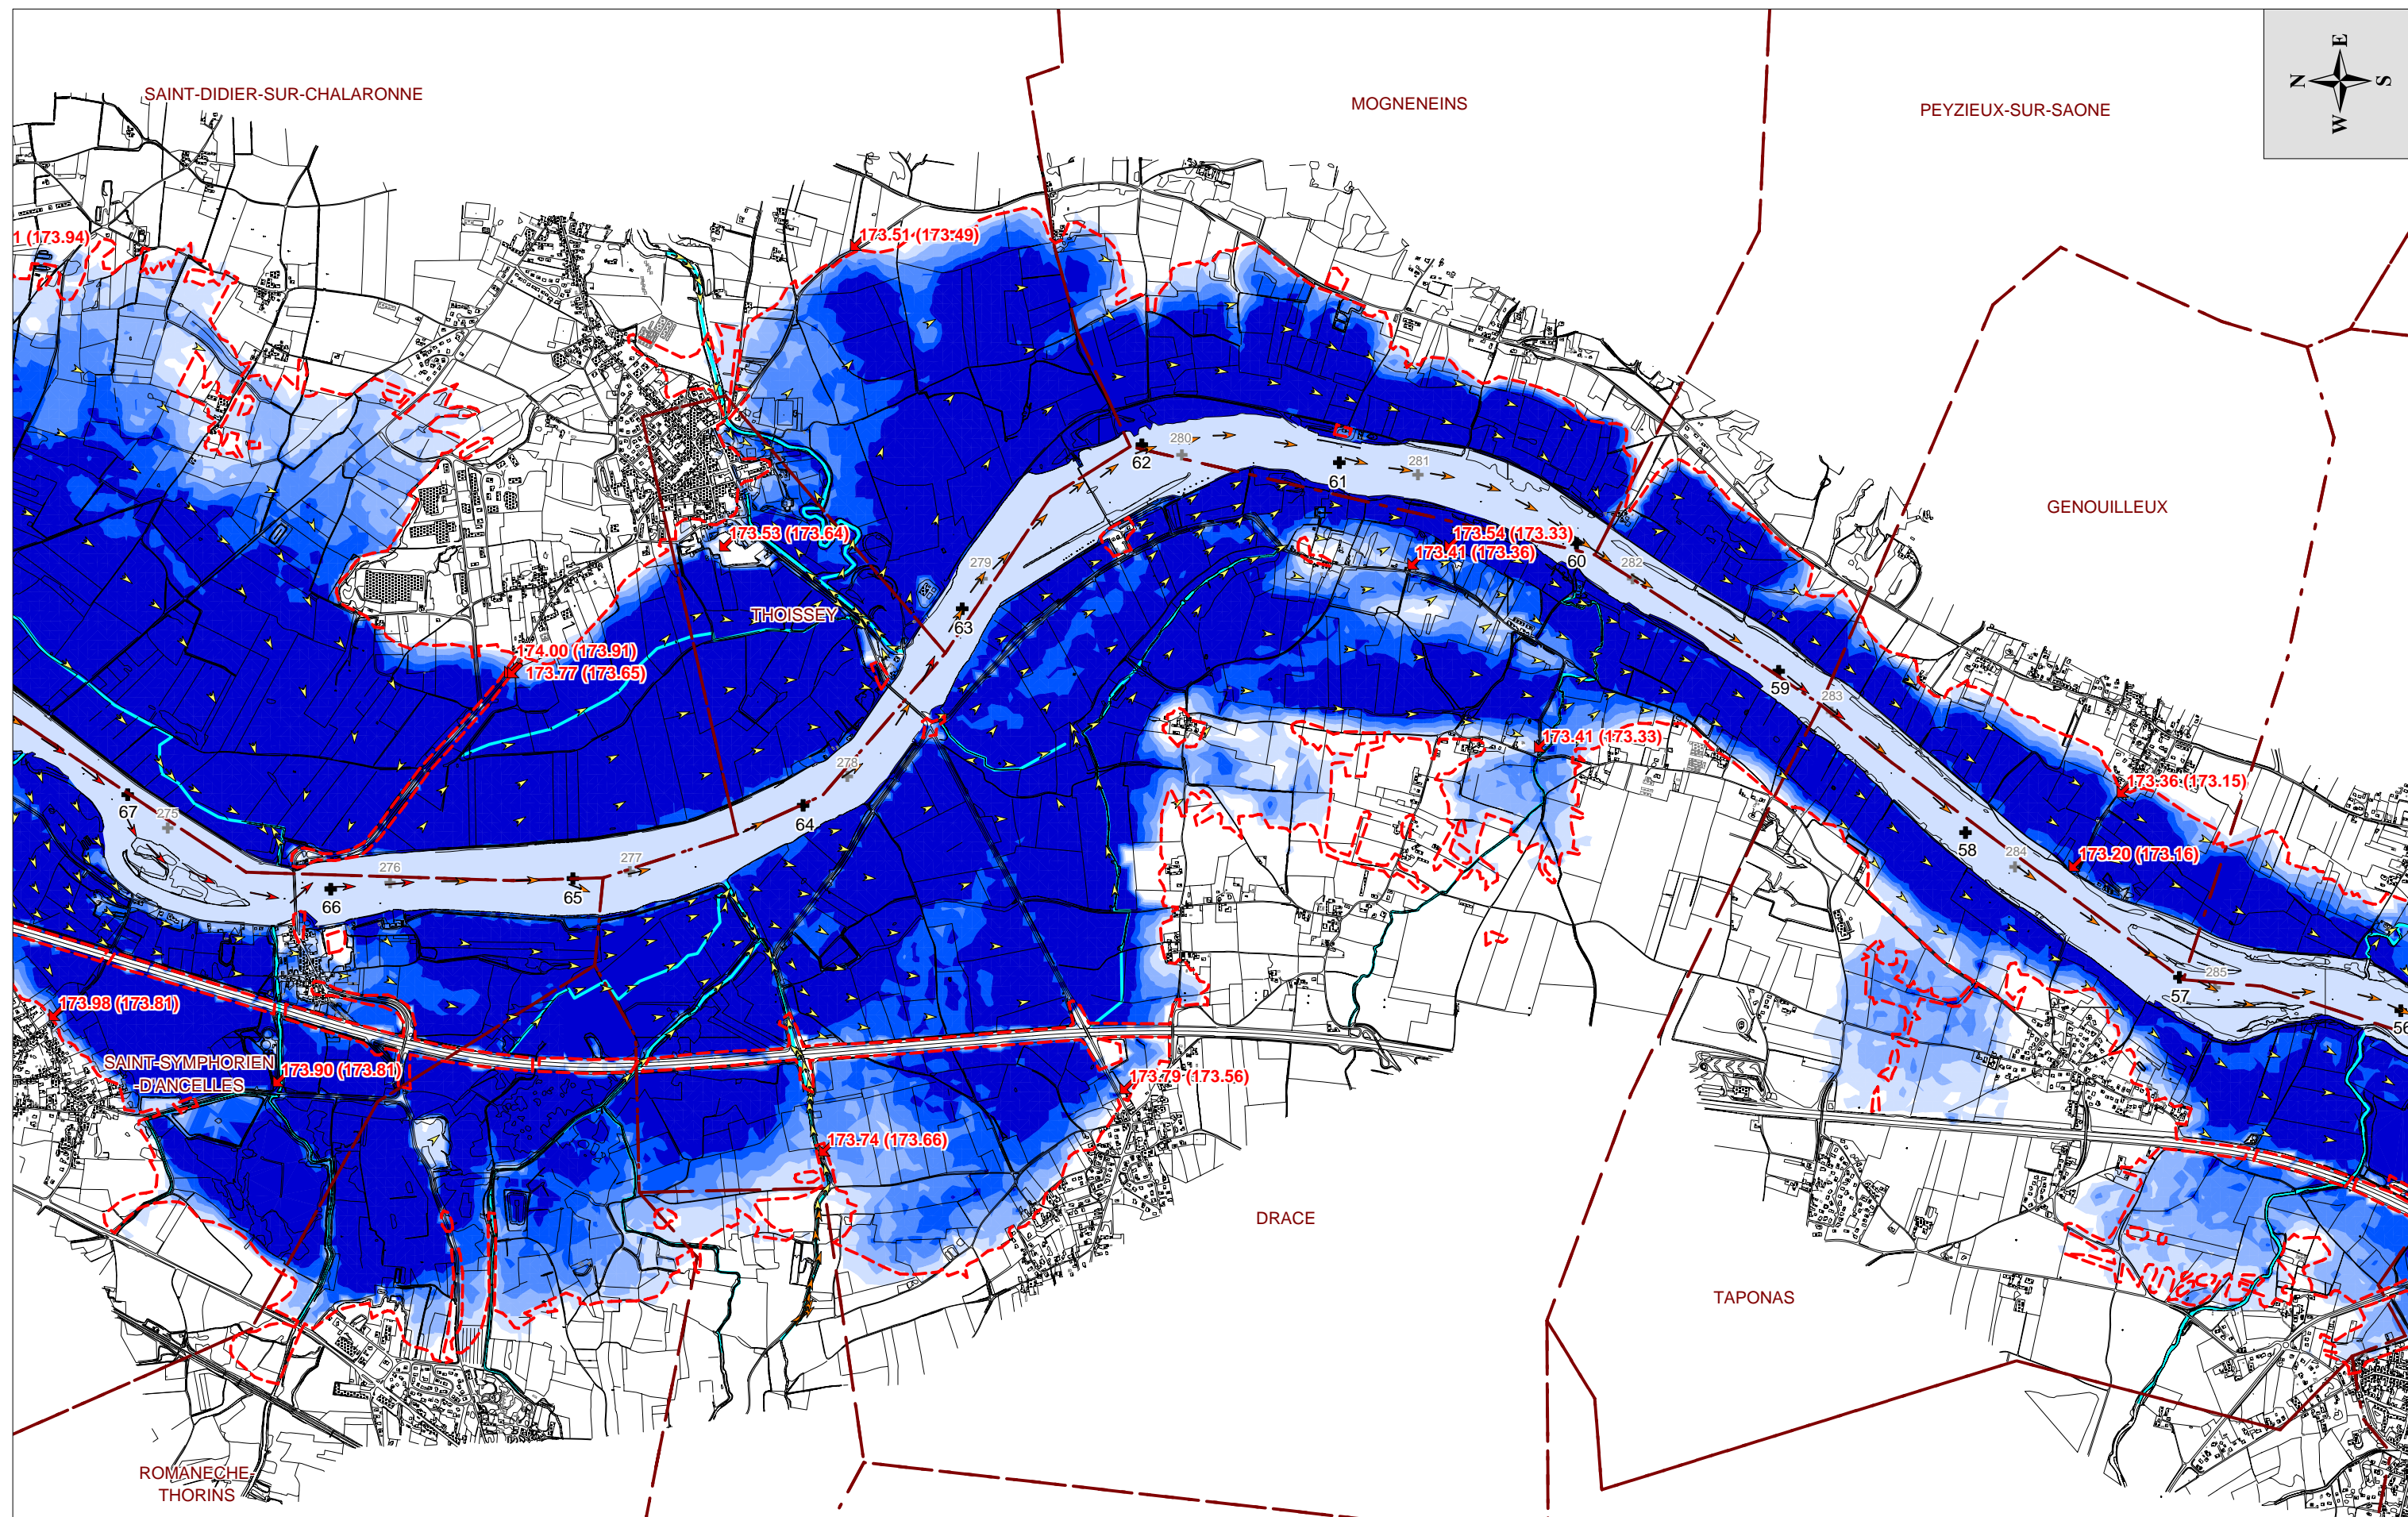 E
N
S
W
SAINT-DIDIER-SUR-CHALARONNE
MOGNENEINS
PEYZIEUX-SUR-SAONE
1 (173.94)
173.51 (173.49)
280
62
61
281
GENOUILLEUX
173.53 (173.64)
173.54 (173.33)
173.41 (173.36)
60
282
279
63
THOISSEY
174.00 (173.91)
173.77 (173.65)
59
283
173.41 (173.33)
278
173.36 (173.15)
67
275
64
58
284
173.20 (173.16)
276
277
66
65
285
57
56
173.98 (173.81)
SAINT-SYMPHORIEN
-D'ANCELLES
173.90 (173.81)
173.79 (173.56)
173.74 (173.66)
DRACE
TAPONAS
ROMANECHE-
THORINS